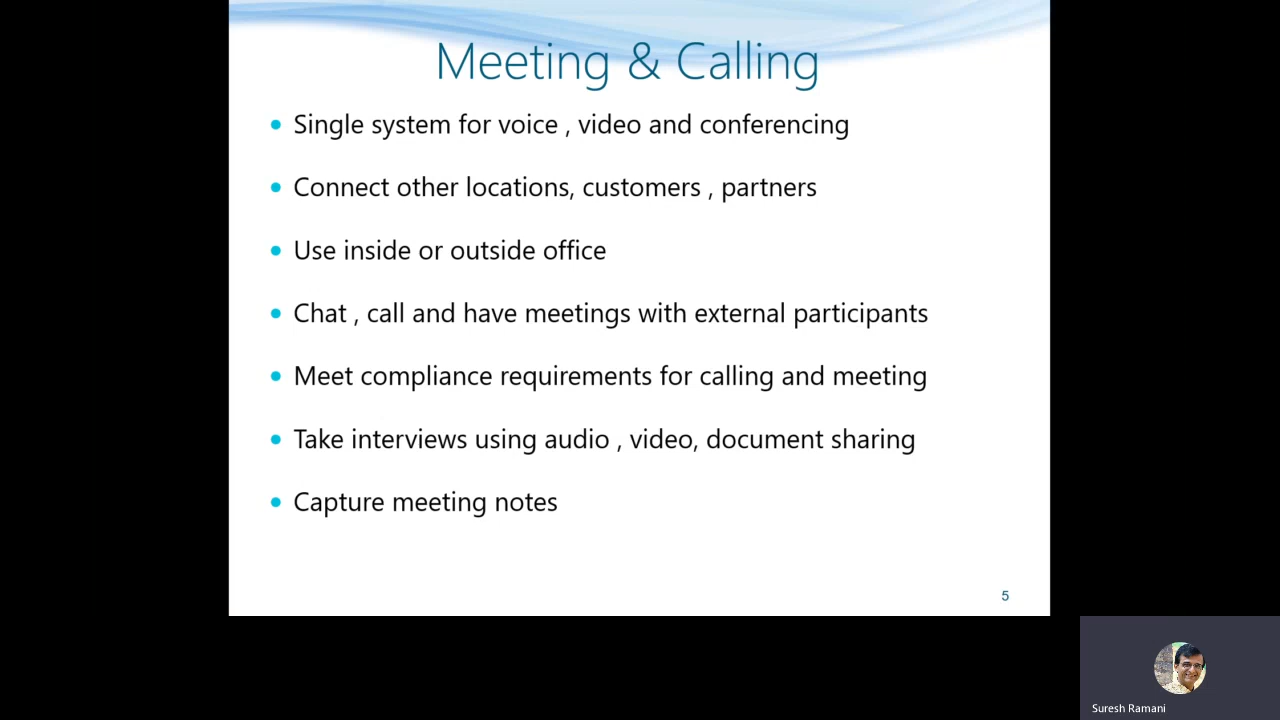 Meeting & Calling
Single system for voice , video and conferencing
Connect other locations, customers , partners
Use inside or outside office
Chat , call and have meetings with external participants
Meet compliance requirements for calling and meeting
Take interviews using audio , video, document sharing
Capture meeting notes
5
Suresh Ramani